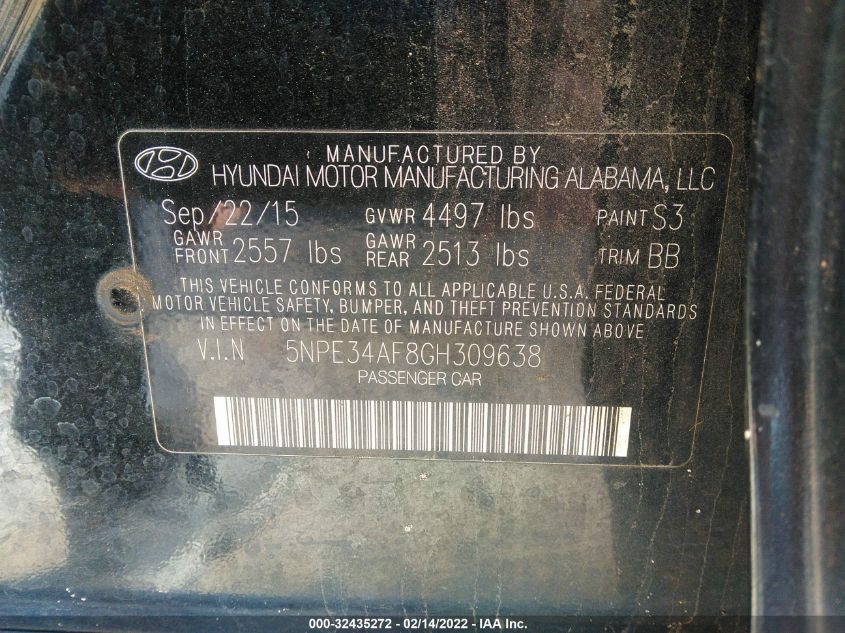 MANUFACTURED BY
HYUNDAI MOTOR MANUFACTURING ALABAMA, LLC
Sep/22/15 GVWR 4497 lbs PAINT S3
GAWR FRONT 2557 lbs GAWR REAR 2513 lbs TRIM BB
THIS VEHICLE CONFORMS TO ALL APPLICABLE U.S.A. FEDERAL
MOTOR VEHICLE SAFETY, BUMPER, AND THEFT PREVENTION STANDARDS
IN EFFECT ON THE DATE OF MANUFACTURE SHOWN ABOVE
V.I.N 5NPE34AF8GH309638
PASSENGER CAR
000-32435272 - 02/14/2022 - IAA Inc.